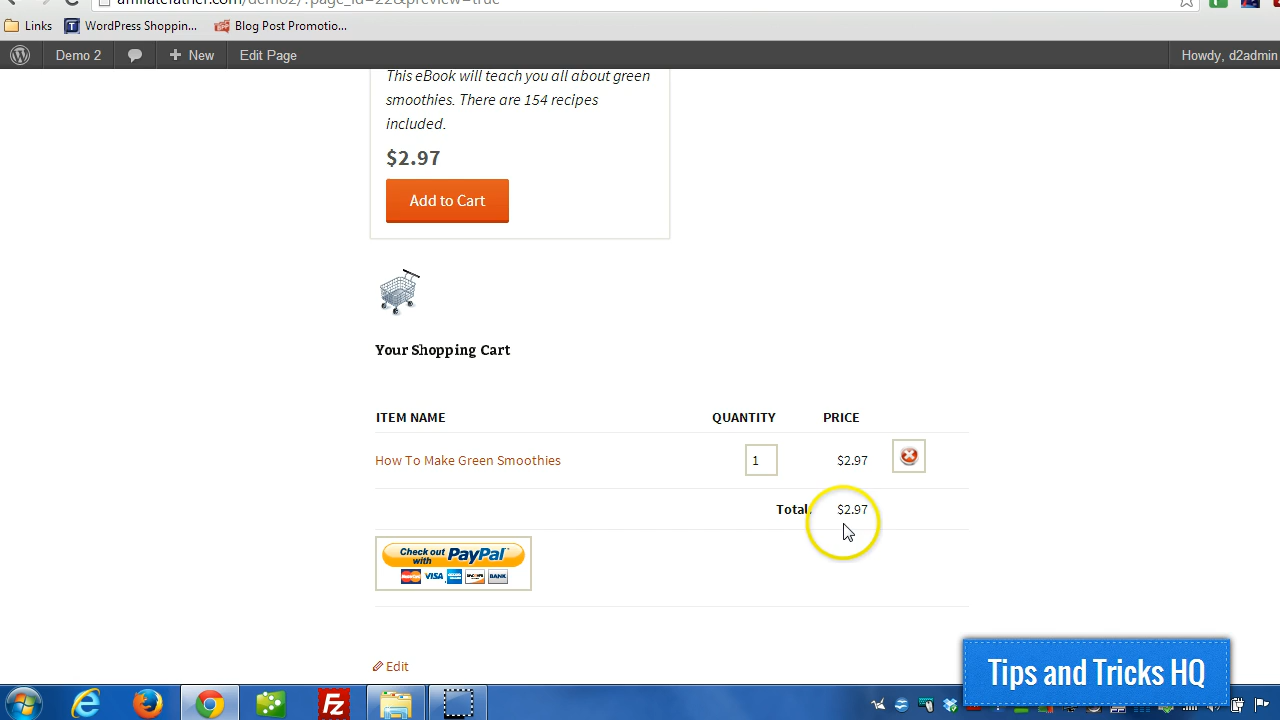 Links
WordPress Shoppin...
Blog Post Promotio...
Demo 2
New
Edit Page
Howdy, d2admin
This eBook will teach you all about green
smoothies. There are 154 recipes
included.
$2.97
Add to Cart
Your Shopping Cart
ITEM NAME QUANTITY PRICE
How To Make Green Smoothies 1 $2.97
Total: $2.97
Check out with PayPal
MasterCard VISA BANK
Edit
Tips and Tricks HQ